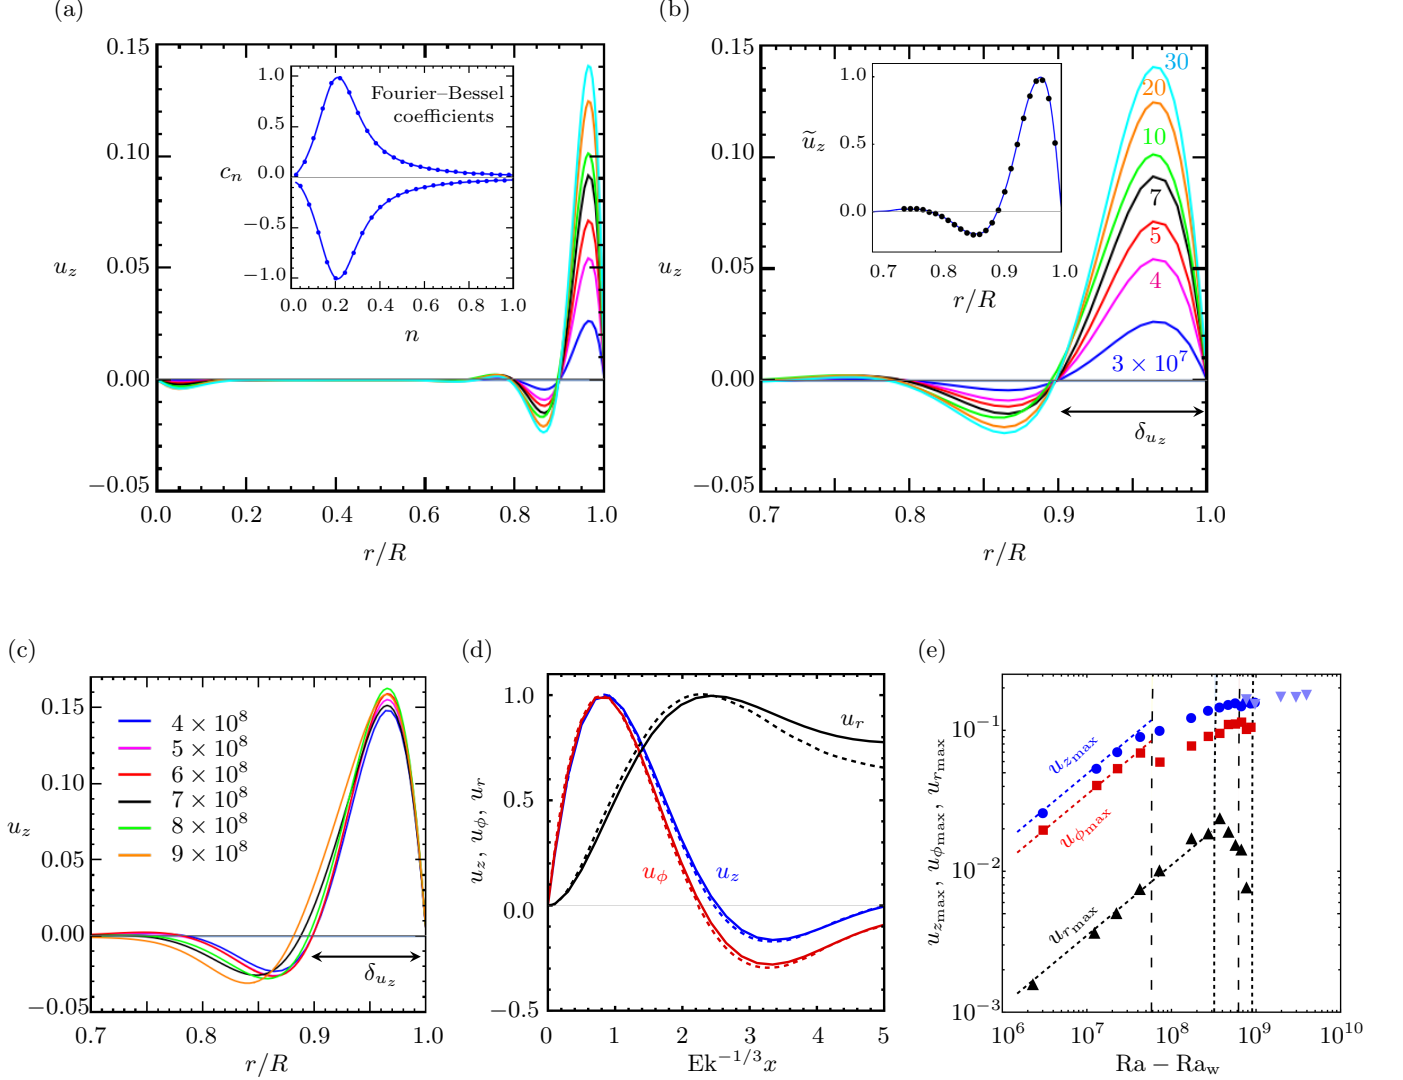 (a)
(b)
0.15
0.10
0.05
0.00
−0.05
u_z
0.0 0.2 0.4 0.6 0.8 1.0
r/R
1.0
0.5
0.0
−0.5
−1.0
c_n
Fourier–Bessel
coefficients
0.0 0.2 0.4 0.6 0.8 1.0
n
0.15
0.10
0.05
0.00
−0.05
u_z
0.7 0.8 0.9 1.0
r/R
1.0
0.5
0.0
ũ_z
0.7 0.8 0.9 1.0
r/R
30
20
10
7
5
4
3 × 10^7
δ_{u_z}
(c)
(d)
(e)
0.15
0.10
0.05
0.00
−0.05
u_z
4 × 10^8
5 × 10^8
6 × 10^8
7 × 10^8
8 × 10^8
9 × 10^8
δ_{u_z}
0.7 0.8 0.9 1.0
r/R
1.0
0.5
0.0
−0.5
u_z, u_ϕ, u_r
u_r
u_ϕ
u_z
0 1 2 3 4 5
Ek^{−1/3}x
10^{−1}
10^{−2}
10^{−3}
u_{z_max}, u_{ϕ_max}, u_{r_max}
u_{z_max}
u_{ϕ_max}
u_{r_max}
10^6 10^7 10^8 10^9 10^{10}
Ra − Ra_w